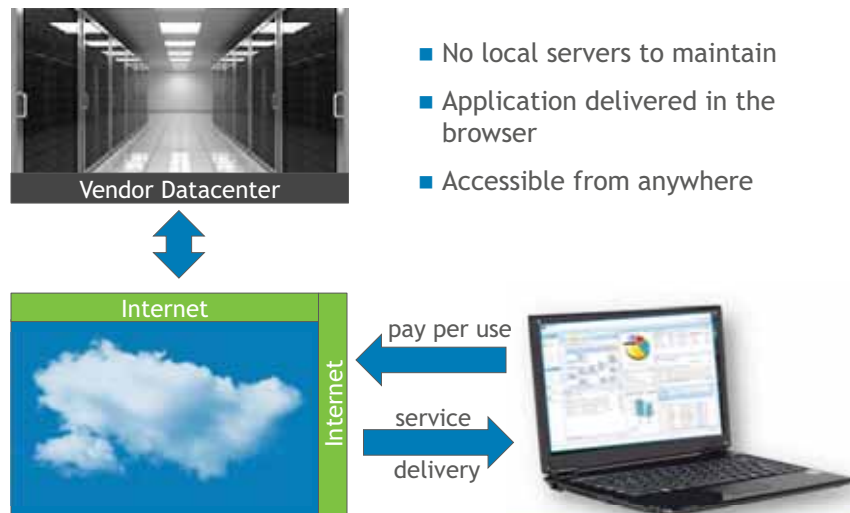 No local servers to maintain
Application delivered in the
browser
Accessible from anywhere
Vendor Datacenter
Internet
Internet
pay per use
service
delivery